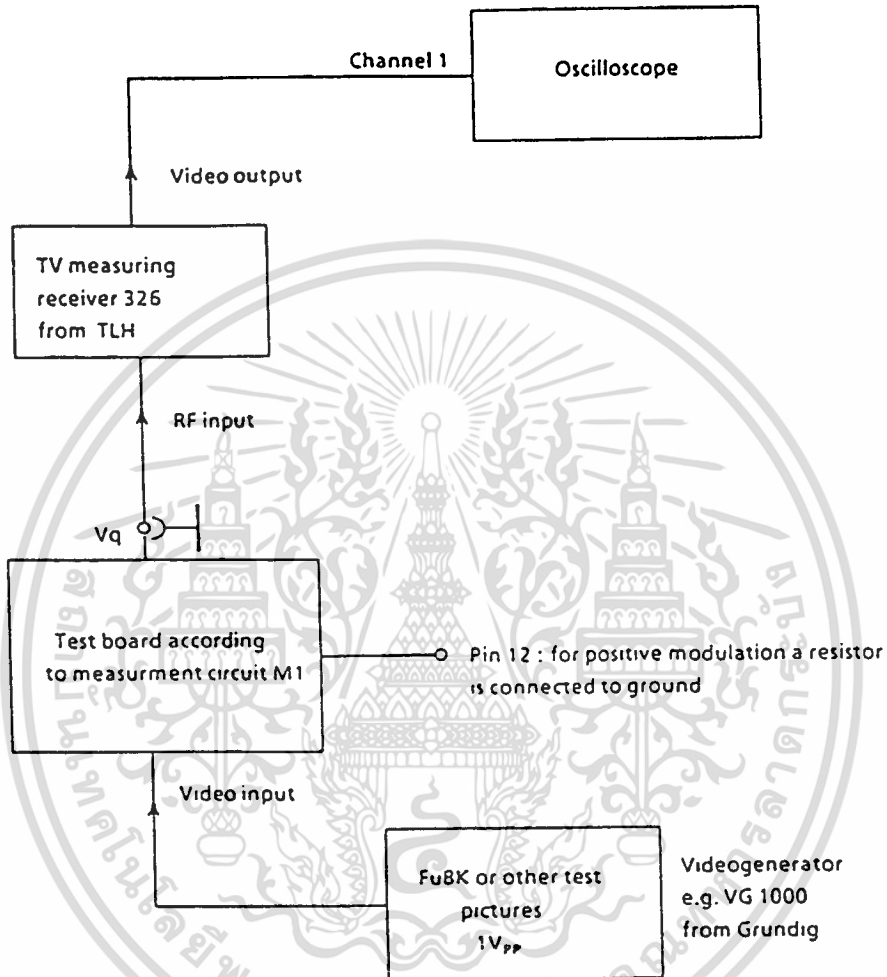 Channel 1
Oscilloscope
Video output
TV measuring
receiver 326
from TLH
RF input
Vq
Test board according
to measurment circuit M1
Pin 12 : for positive modulation a resistor
is connected to ground
Video input
FuBK or other test
pictures
1Vpp
Videogenerator
e.g. VG 1000
from Grundig